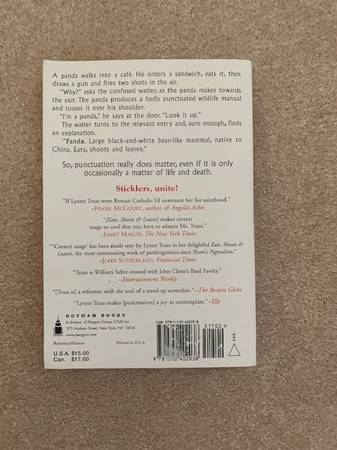 A panda walks into a café. He orders a sandwich, eats it, then
draws a gun and fires two shots in the air.
"Why?" asks the confused waiter, as the panda makes towards
the exit. The panda produces a badly punctuated wildlife manual
and tosses it over his shoulder.
"I'm a panda," he says at the door. "Look it up."
The waiter turns to the relevant entry and, sure enough, finds
an explanation.
"Panda. Large black-and-white bear-like mammal, native to
China. Eats, shoots and leaves."
So, punctuation really does matter, even if it is only
occasionally a matter of life and death.
Sticklers, unite!
"If Lynne Truss were Roman Catholic I'd nominate her for sainthood."
—FRANK MCCOURT, author of Angela's Ashes
"[Eats, Shoots & Leaves] makes correct
usage so cool that you have to admire Ms. Truss."
—JANET MASLIN, The New York Times
"Correct usage has been made sexy by Lynne Truss in her delightful Eats, Shoots &
Leaves, the most entertaining work of
since Shaw's Pygmalion."
—JOHN SUTHERLAND, Financial Times
"Truss is William Safire crossed with John Cleese's Basil Fawlty."
—Entertainment Weekly
"[Truss is] a reformer with the soul of a stand-up comedian." —The Boston Globe
"Lynne Truss makes [punctuation] a joy to contemplate." —Elle
GOTHAM BOOKS
A division of Penguin Group (USA) Inc.
375 Hudson Street, New York, NY 10014
www.penguin.com
Reference/Humor
Printed in U.S.A.
U.S.A. $15.00
Can. $17.00